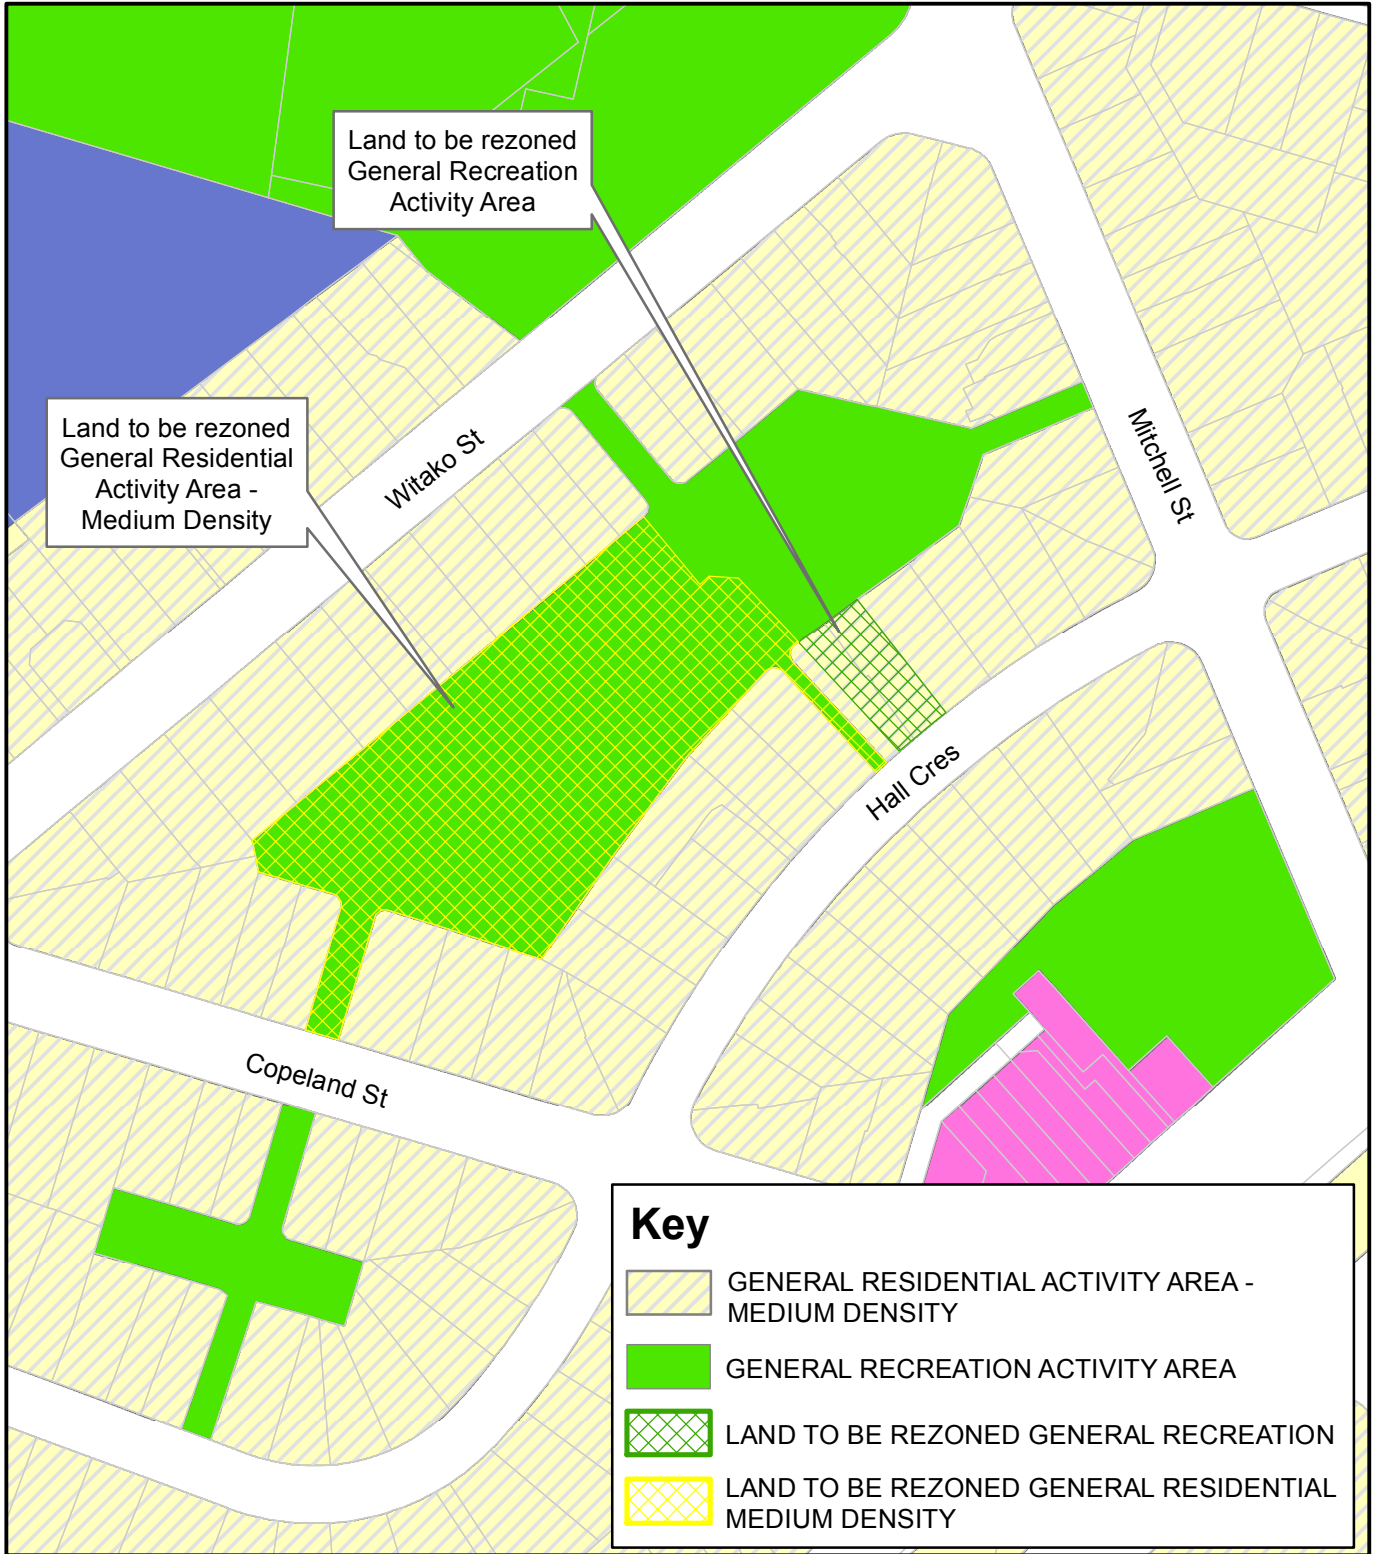 Land to be rezoned
General Recreation
Activity Area
Land to be rezoned
General Residential
Activity Area -
Medium Density
Witako St
Mitchell St
Hall Cres
Copeland St
Key
GENERAL RESIDENTIAL ACTIVITY AREA -
MEDIUM DENSITY
GENERAL RECREATION ACTIVITY AREA
LAND TO BE REZONED GENERAL RECREATION
LAND TO BE REZONED GENERAL RESIDENTIAL
MEDIUM DENSITY